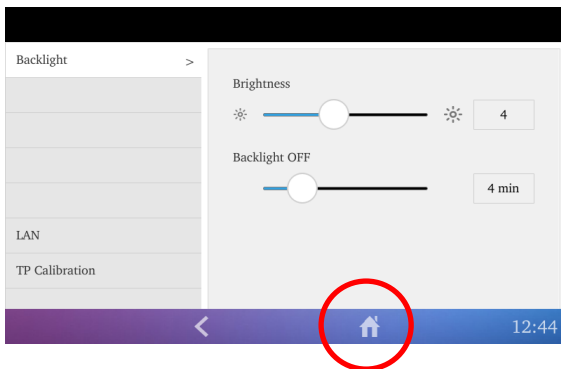 Backlight >
Brightness
4
Backlight OFF
4 min
LAN
TP Calibration
12:44